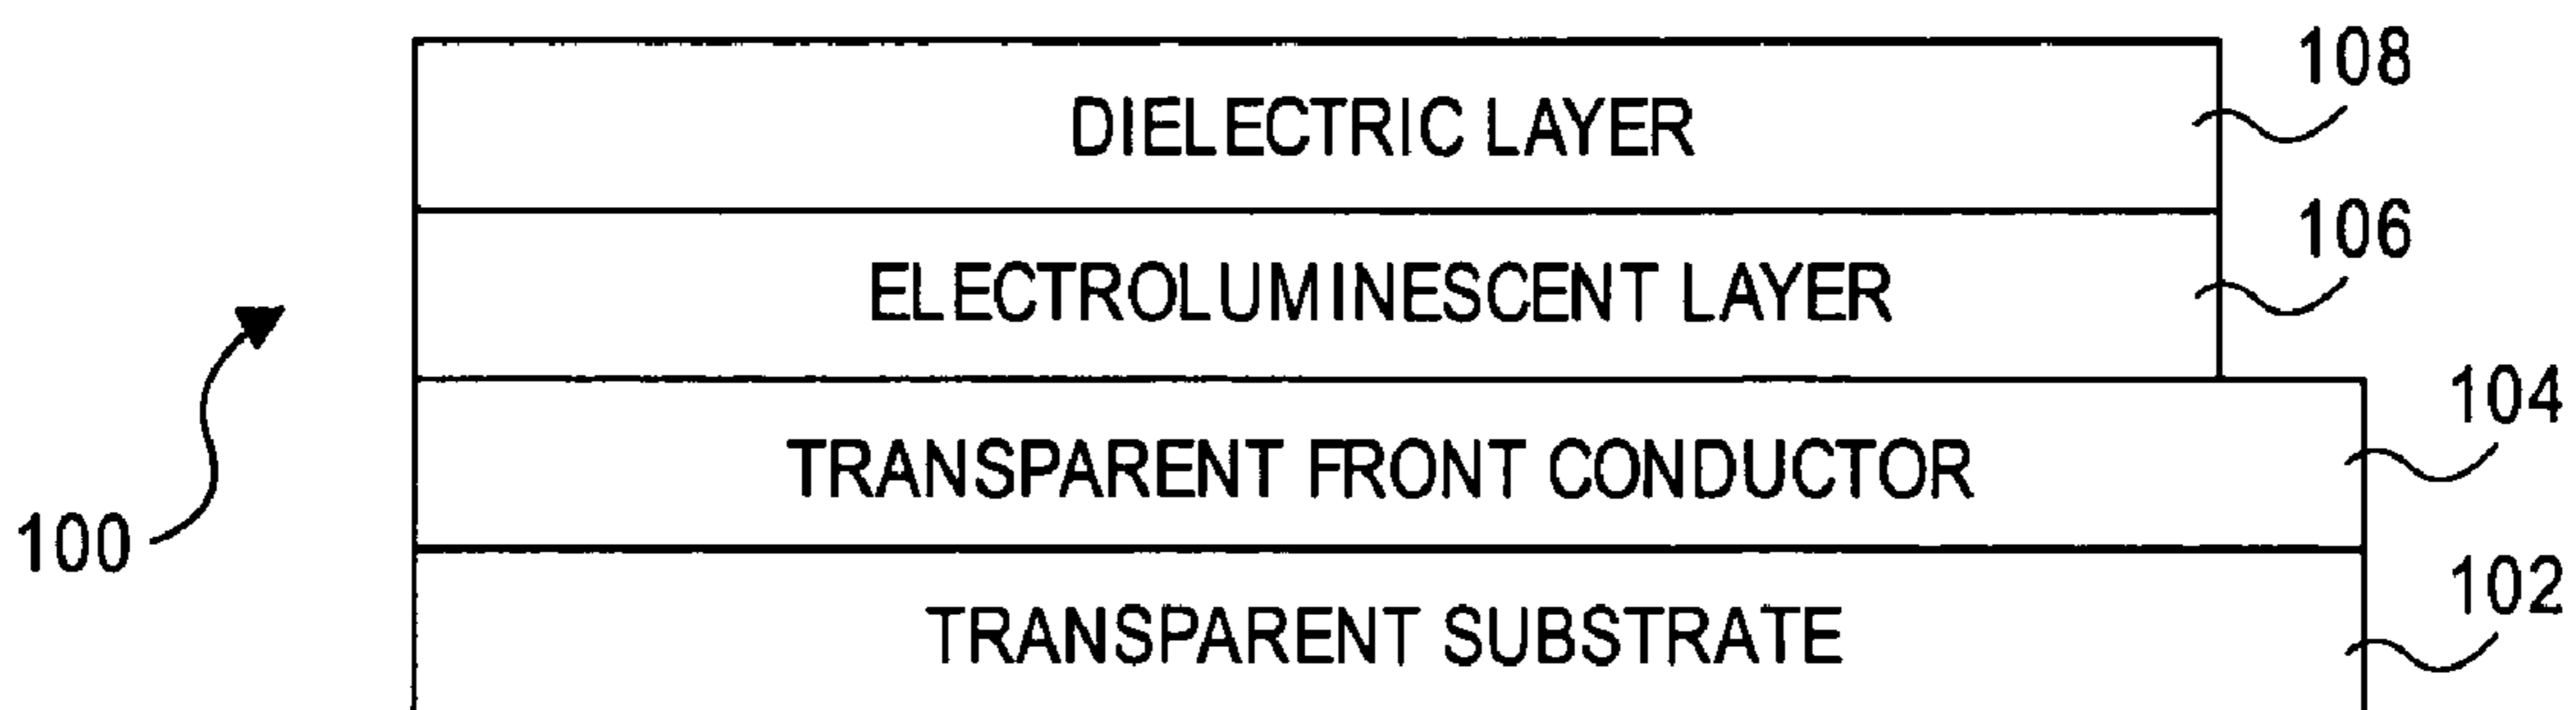 DIELECTRIC LAYER
108
ELECTROLUMINESCENT LAYER
106
TRANSPARENT FRONT CONDUCTOR
104
TRANSPARENT SUBSTRATE
102
100